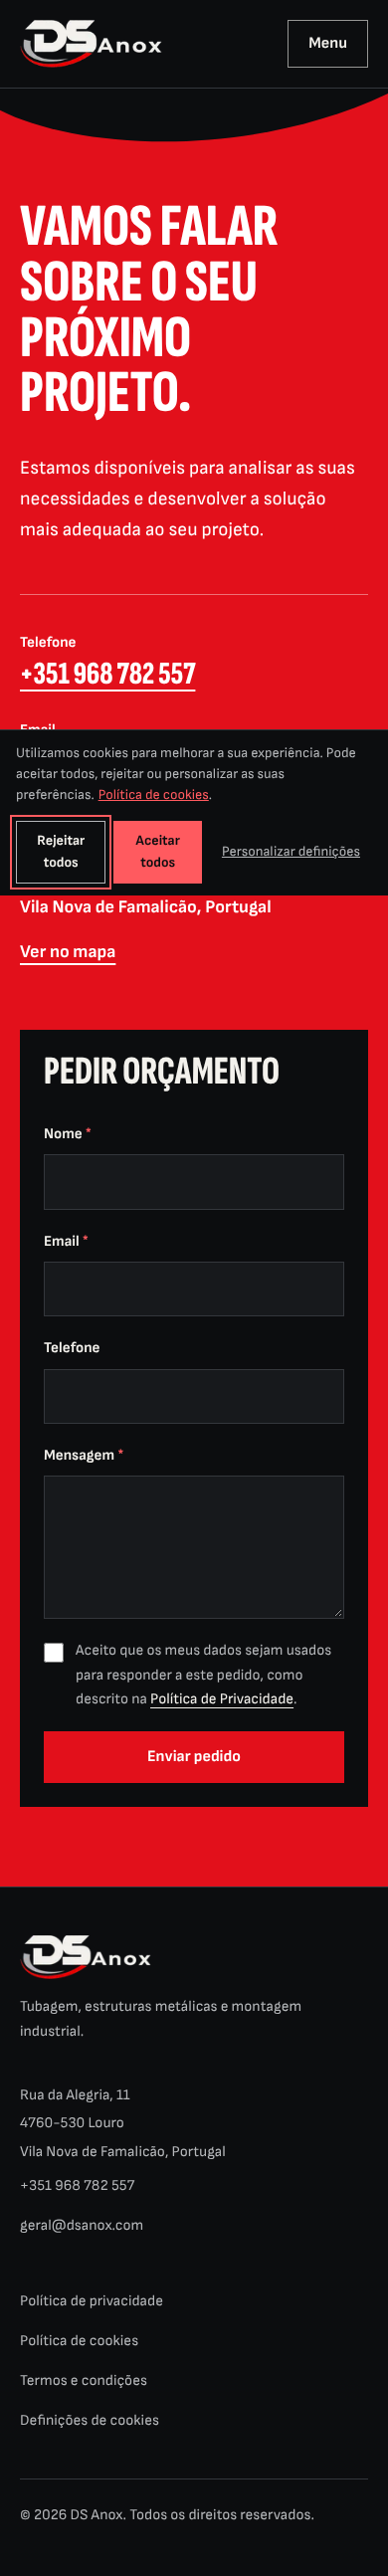 DS Anox
Menu
VAMOS FALAR
SOBRE O SEU
PRÓXIMO
PROJETO.
Estamos disponíveis para analisar as suas
necessidades e desenvolver a solução
mais adequada ao seu projeto.
Telefone
+351 968 782 557
Email
Utilizamos cookies para melhorar a sua experiência. Pode
aceitar todos, rejeitar ou personalizar as suas
preferências. Política de cookies.
Rejeitar
todos
Aceitar
todos
Personalizar definições
Vila Nova de Famalicão, Portugal
Ver no mapa
PEDIR ORÇAMENTO
Nome *
Email *
Telefone
Mensagem *
Aceito que os meus dados sejam usados
para responder a este pedido, como
descrito na Política de Privacidade.
Enviar pedido
DS Anox
Tubagem, estruturas metálicas e montagem
industrial.
Rua da Alegria, 11
4760-530 Louro
Vila Nova de Famalicão, Portugal
+351 968 782 557
geral@dsanox.com
Política de privacidade
Política de cookies
Termos e condições
Definições de cookies
© 2026 DS Anox. Todos os direitos reservados.